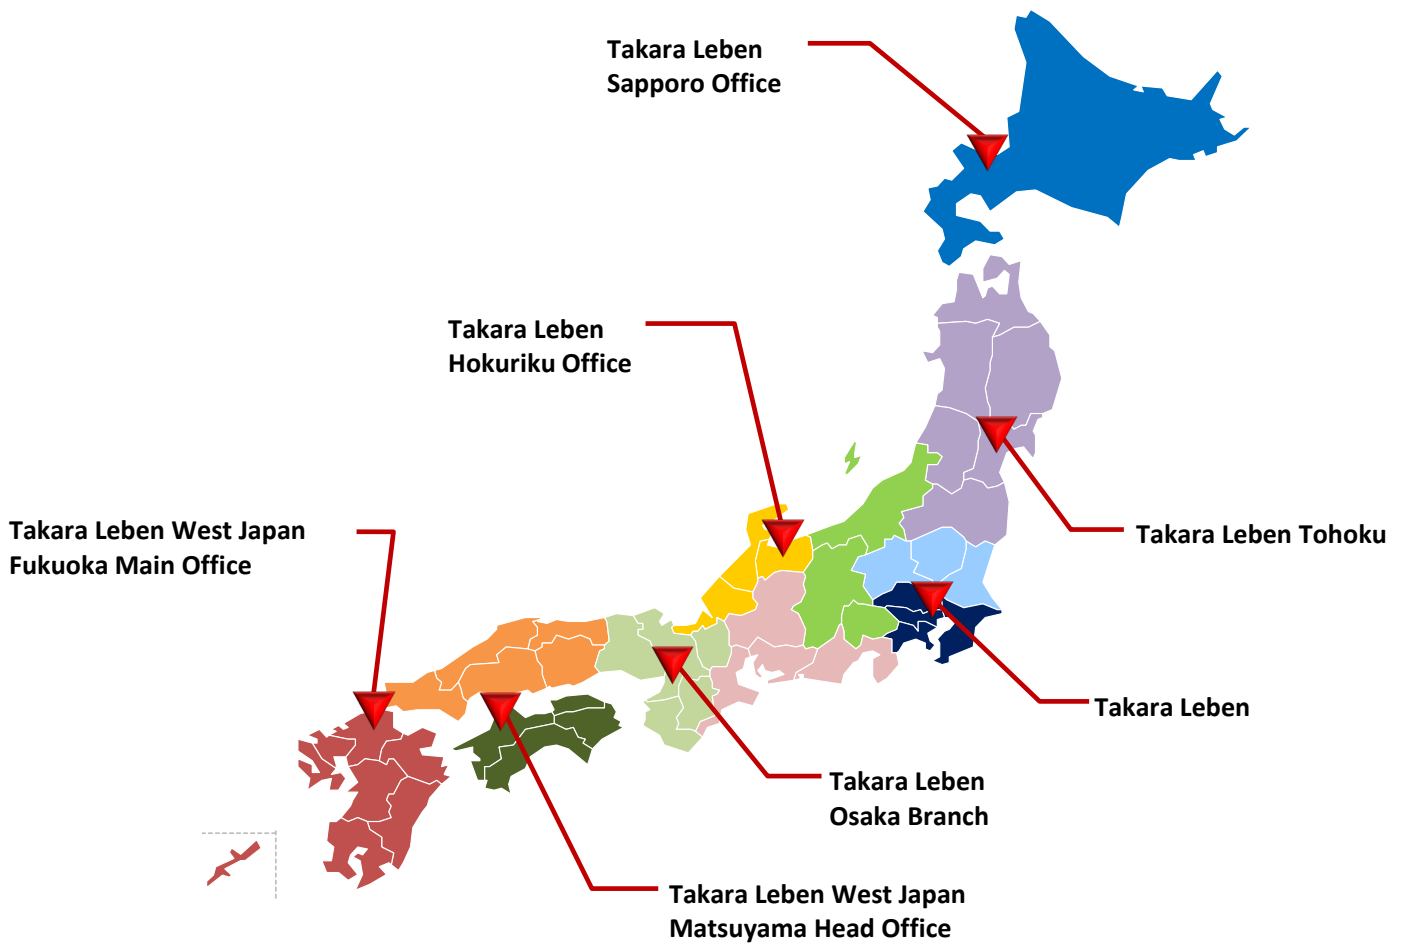 Takara Leben
Sapporo Office
Takara Leben
Hokuriku Office
Takara Leben West Japan
Fukuoka Main Office
Takara Leben Tohoku
Takara Leben
Takara Leben
Osaka Branch
Takara Leben West Japan
Matsuyama Head Office